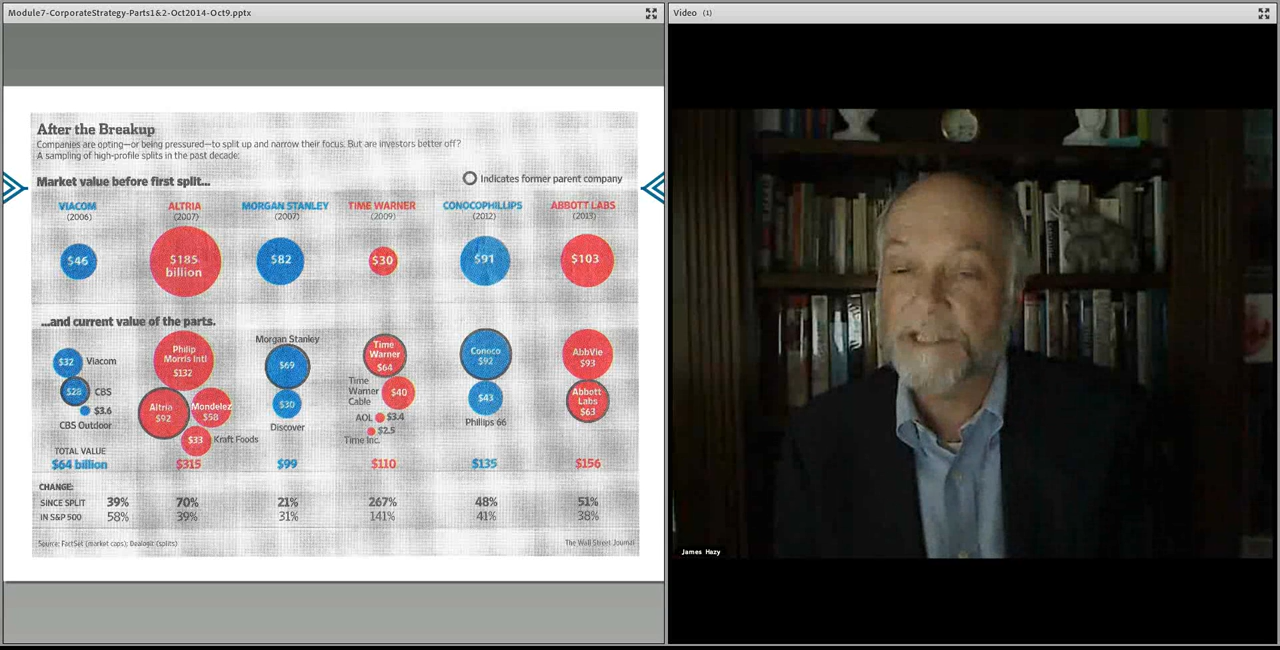 Module7-CorporateStrategy-Parts1&2-Oct2014-Oct9.pptx
Video (1)
After the Breakup
Companies are opting—or being pressured—to split up and narrow their focus. But are investors better off?
A sampling of high-profile splits in the past decade:
Market value before first split...
Indicates former parent company
VIACOM ALTRIA MORGAN STANLEY TIME WARNER CONOCOPHILLIPS ABBOTT LABS
(2006) (2007) (2007) (2009) (2012) (2013)
$46 $185 billion $82 $30 $91 $103
...and current value of the parts.
$32 Viacom
$28 CBS
$3.6
CBS Outdoor
Philip
Morris Intl
$132
Altria
$92
Mondelez
$58
$33 Kraft Foods
Morgan Stanley
$69
$30
Discover
Time
Warner
$64
Time
Warner
Cable
$40
AOL $3.4
$2.5
Time Inc.
Conoco
$92
$43
Phillips 66
AbbVie
$93
Abbott
Labs
$63
TOTAL VALUE
$64 billion $315 $99 $110 $135 $156
CHANGE:
SINCE SPLIT 39% 70% 21% 267% 48% 51%
IN S&P 500 58% 39% 31% 141% 41% 38%
Source: FactSet (market caps); Dealogic (splits)
The Wall Street Journal
James Hazy